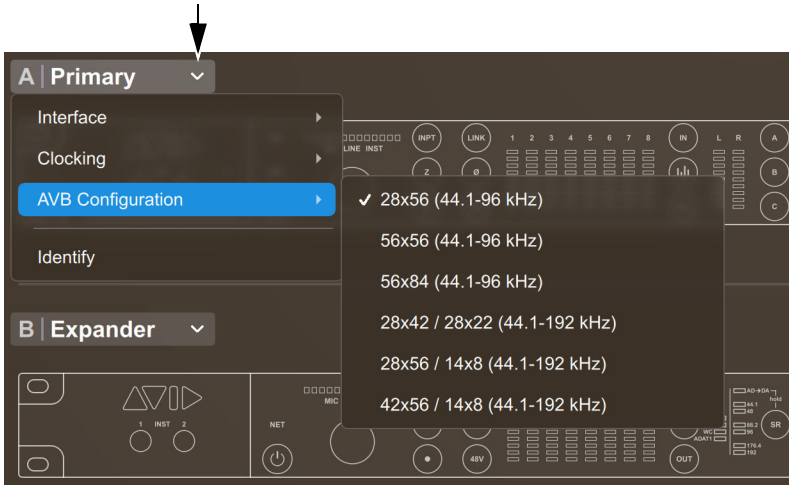 A | Primary
Interface
Clocking
AVB Configuration
Identify
28x56 (44.1-96 kHz)
56x56 (44.1-96 kHz)
56x84 (44.1-96 kHz)
28x42 / 28x22 (44.1-192 kHz)
28x56 / 14x8 (44.1-192 kHz)
42x56 / 14x8 (44.1-192 kHz)
LINE INST
INPT
LINK
1 2 3 4 5 6 7 8
IN
L R
A
Z
Ø
B
C
B | Expander
AVID
1 INST 2
MIC
NET
48V
OUT
AD→DA
hold
44.1
48
88.2
WC
96
ADAT1
176.4
192
SR